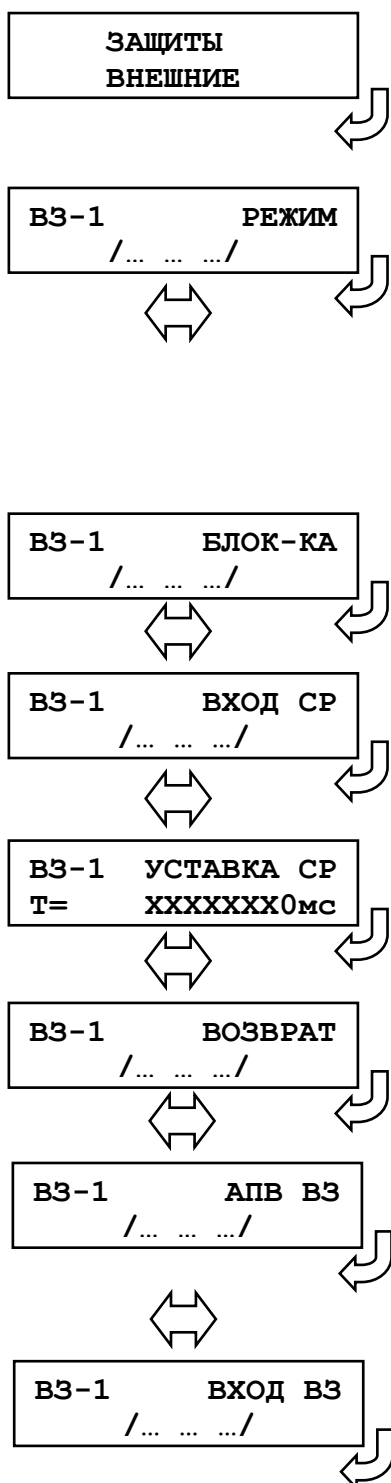 ЗАЩИТЫ
ВНЕШНИЕ
ВЗ-1 РЕЖИМ
/… … …/
ВЗ-1 БЛОК-КА
/… … …/
ВЗ-1 ВХОД СР
/… … …/
ВЗ-1 УСТАВКА СР
Т= ХХХХХХХ0мс
ВЗ-1 ВОЗВРАТ
/… … …/
ВЗ-1 АПВ ВЗ
/… … …/
ВЗ-1 ВХОД ВЗ
/… … …/